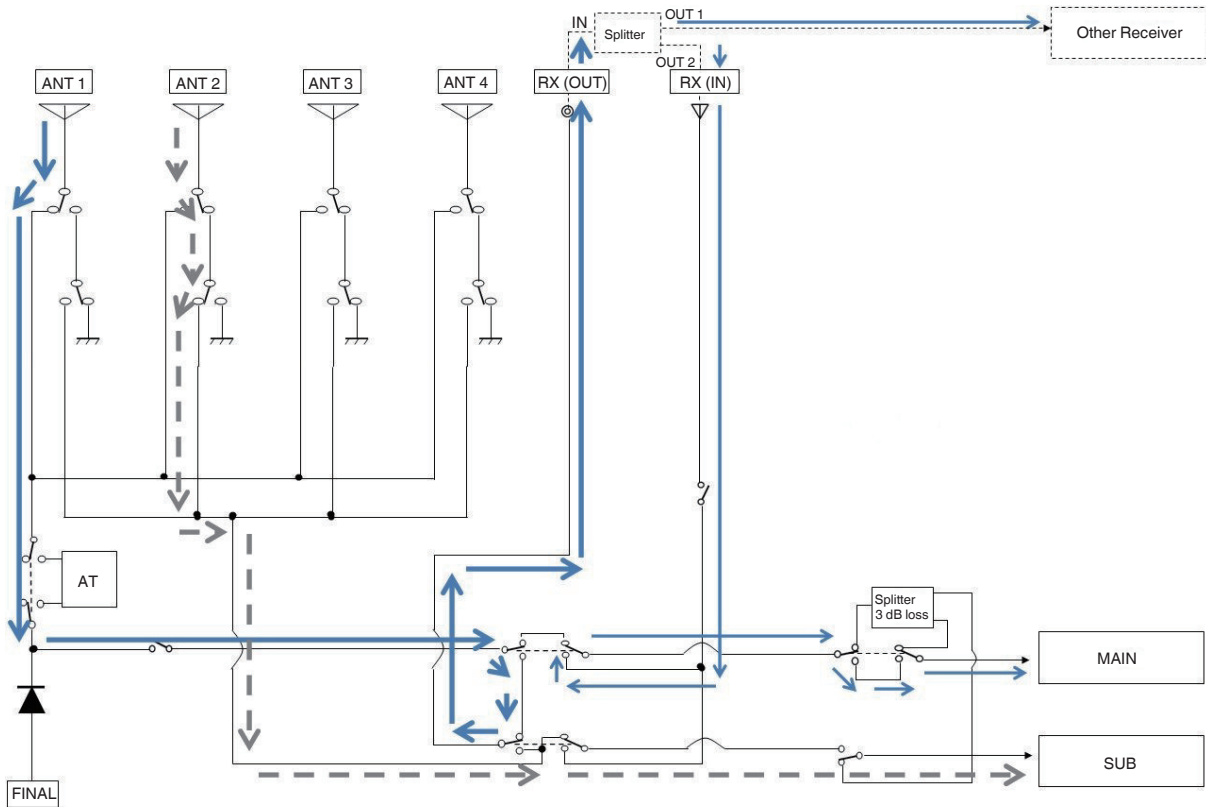 OUT 1
IN
Splitter
Other Receiver
OUT 2
ANT 1
ANT 2
ANT 3
ANT 4
RX (OUT)
RX (IN)
AT
Splitter
3 dB loss
MAIN
SUB
FINAL